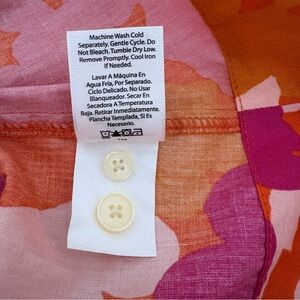 Machine Wash Cold
Separately. Gentle Cycle. Do
Not Bleach. Tumble Dry Low.
Remove Promptly. Cool Iron
If Needed.
Lavar A Máquina En
Agua Fría, Por Separado.
Ciclo Delicado. No Usar
Blanqueador. Secar En
Secadora A Temperatura
Baja. Retirar Inmediatamente.
Plancha Templada, Si Es
Necesario.